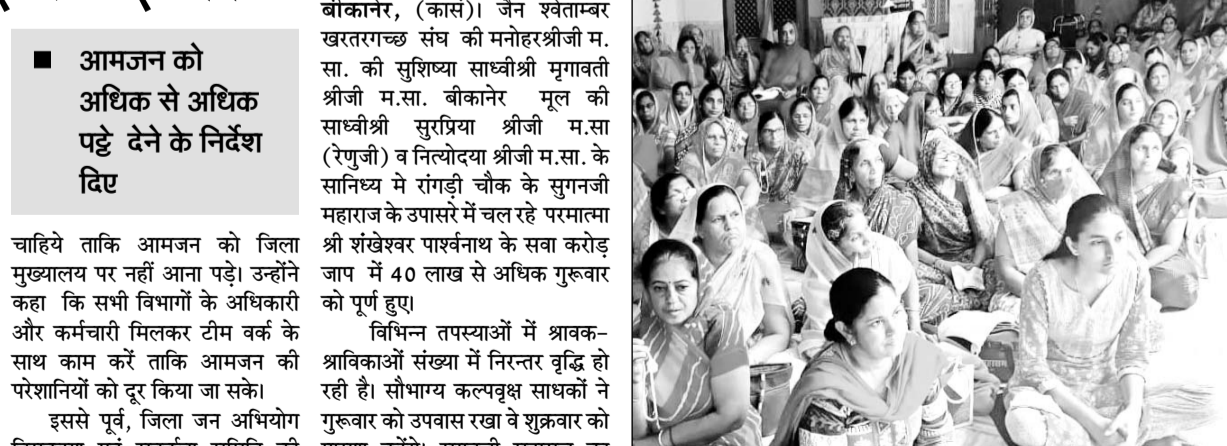 ■ आमजन को
अधिक से अधिक
पट्टे देने के निर्देश
दिए
चाहिये ताकि आमजन को जिला
मुख्यालय पर नहीं आना पड़े। उन्होंने
कहा कि सभी विभागों के अधिकारी
और कर्मचारी मिलकर टीम वर्क के
साथ काम करें ताकि आमजन की
परेशानियों को दूर किया जा सके।
इससे पूर्व, जिला जन अभियोग
बीकानेर, (कासं)। जैन श्वेताम्बर
खरतरगच्छ संघ की मनोहरश्रीजी म.
सा. की सुशिष्या साध्वीश्री मृगावती
श्रीजी म.सा. बीकानेर मूल की
साध्वीश्री सुरप्रिया श्रीजी म.सा
(रेणुजी) व नित्योदया श्रीजी म.सा. के
सानिध्य मे रांगड़ी चौक के सुगनजी
महाराज के उपासरे में चल रहे परमात्मा
श्री शंखेश्वर पार्श्वनाथ के सवा करोड़
जाप में 40 लाख से अधिक गुरूवार
को पूर्ण हुए।
विभिन्न तपस्याओं में श्रावक-
श्राविकाओं संख्या में निरन्तर वृद्धि हो
रही है। सौभाग्य कल्पवृक्ष साधकों ने
गुरूवार को उपवास रखा वे शुक्रवार को